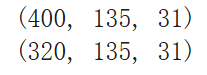 (400, 135, 31)
(320, 135, 31)